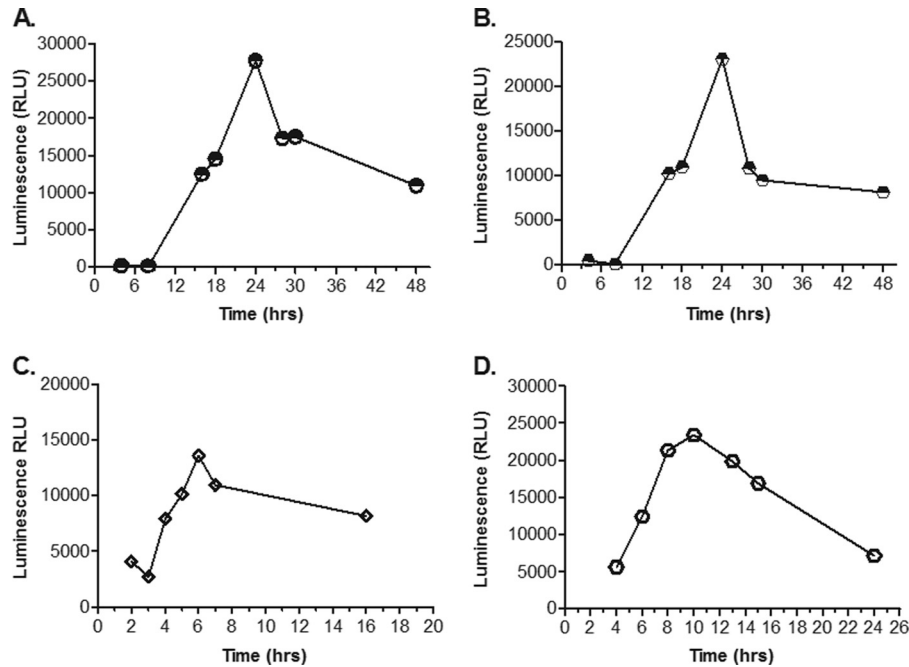 A.
Luminescence (RLU)
30000
25000
20000
15000
10000
5000
0
0 6 12 18 24 30 36 42 48
Time (hrs)
B.
Luminescence (RLU)
25000
20000
15000
10000
5000
0
0 6 12 18 24 30 36 42 48
Time (hrs)
C.
Luminescence RLU
20000
15000
10000
5000
0
0 2 4 6 8 10 12 14 16 18 20
Time (hrs)
D.
Luminescence (RLU)
30000
25000
20000
15000
10000
5000
0
0 2 4 6 8 10 12 14 16 18 20 22 24 26
Time (hrs)